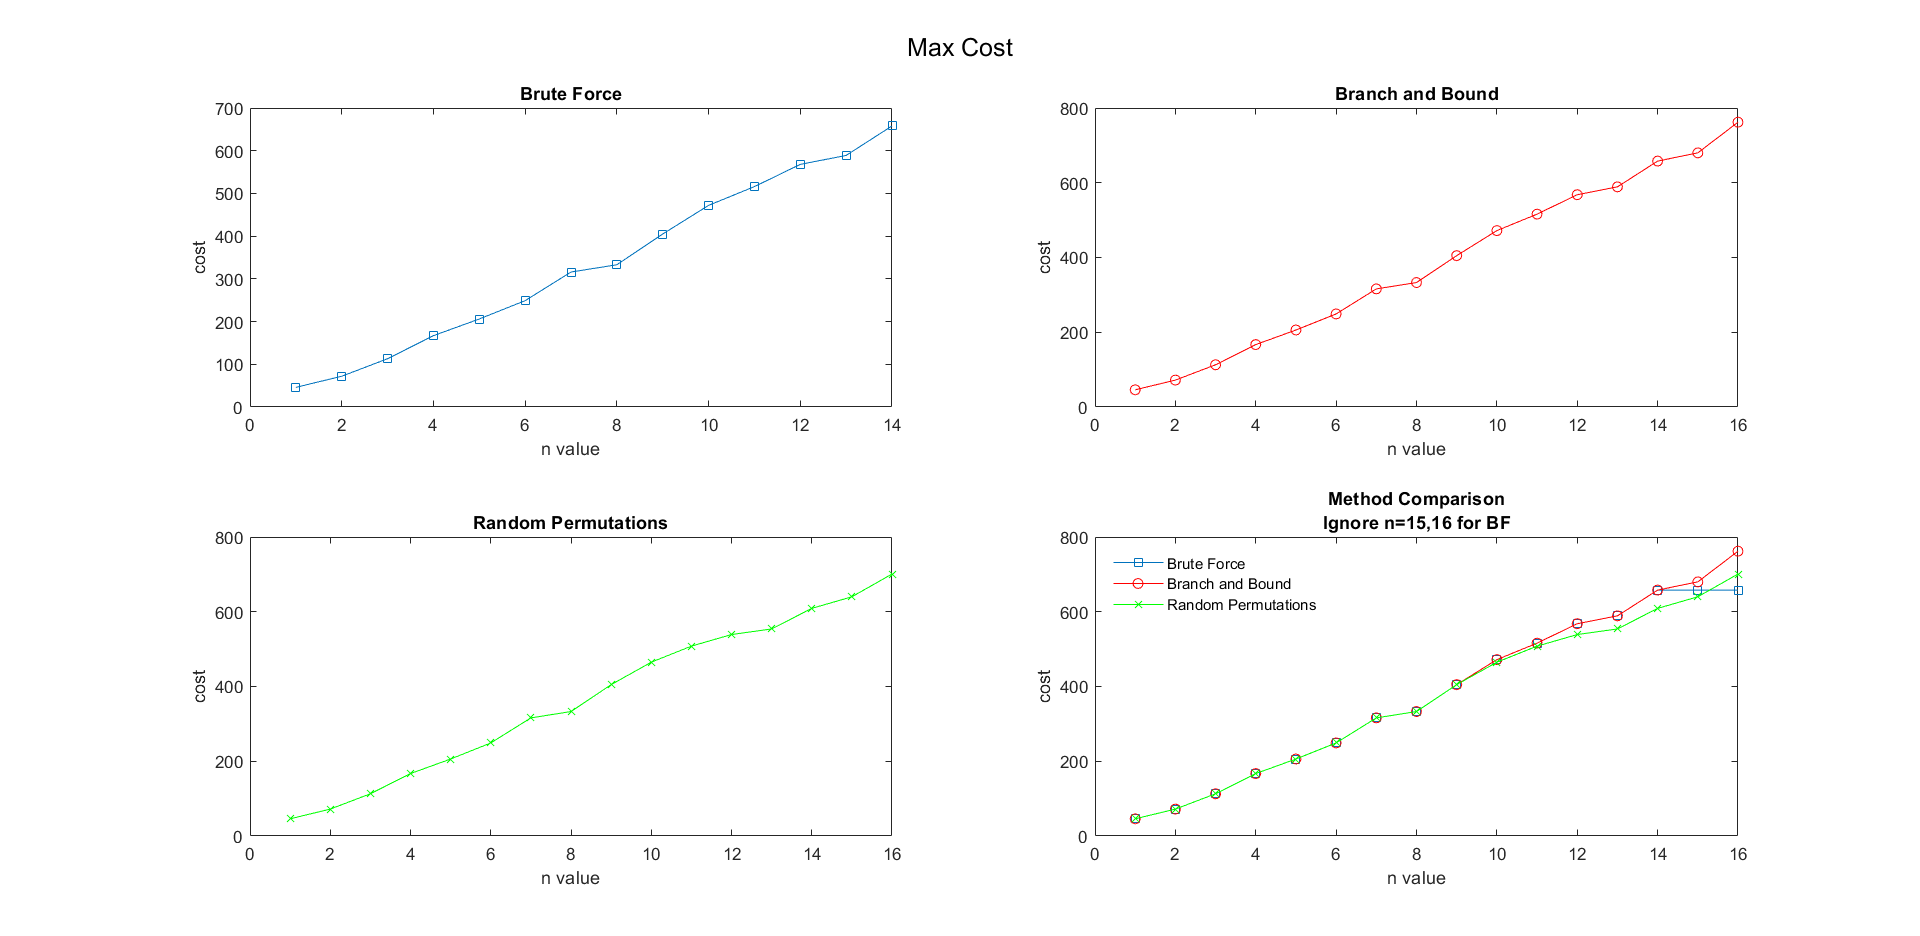 Max Cost
Brute Force
700
600
500
400
300
200
100
0
cost
0 2 4 6 8 10 12 14
n value
Branch and Bound
800
600
400
200
0
cost
0 2 4 6 8 10 12 14 16
n value
Random Permutations
800
600
400
200
0
cost
0 2 4 6 8 10 12 14 16
n value
Method Comparison
Ignore n=15,16 for BF
800
600
400
200
0
cost
Brute Force
Branch and Bound
Random Permutations
0 2 4 6 8 10 12 14 16
n value